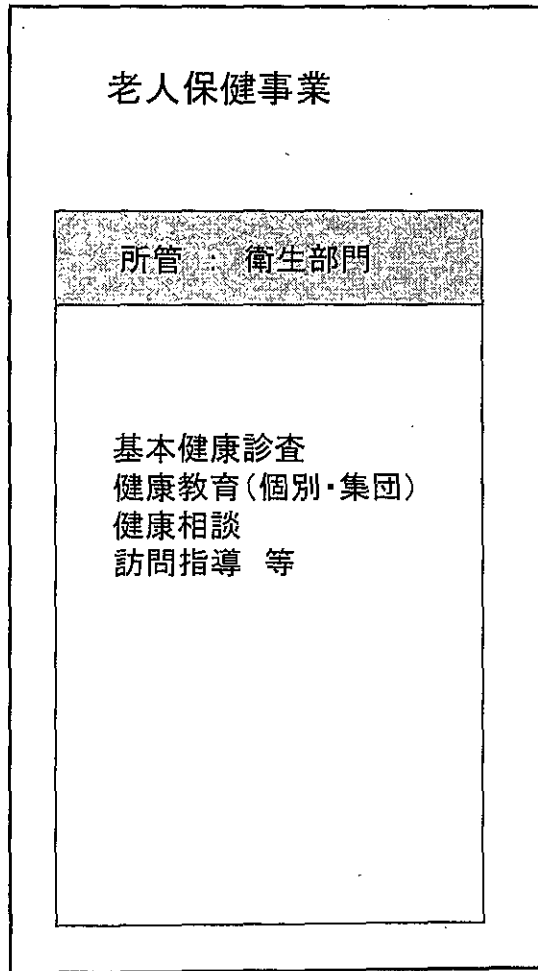 老人保健事業
所管 : 衛生部門
基本健康診査
健康教育(個別・集団)
健康相談
訪問指導 等